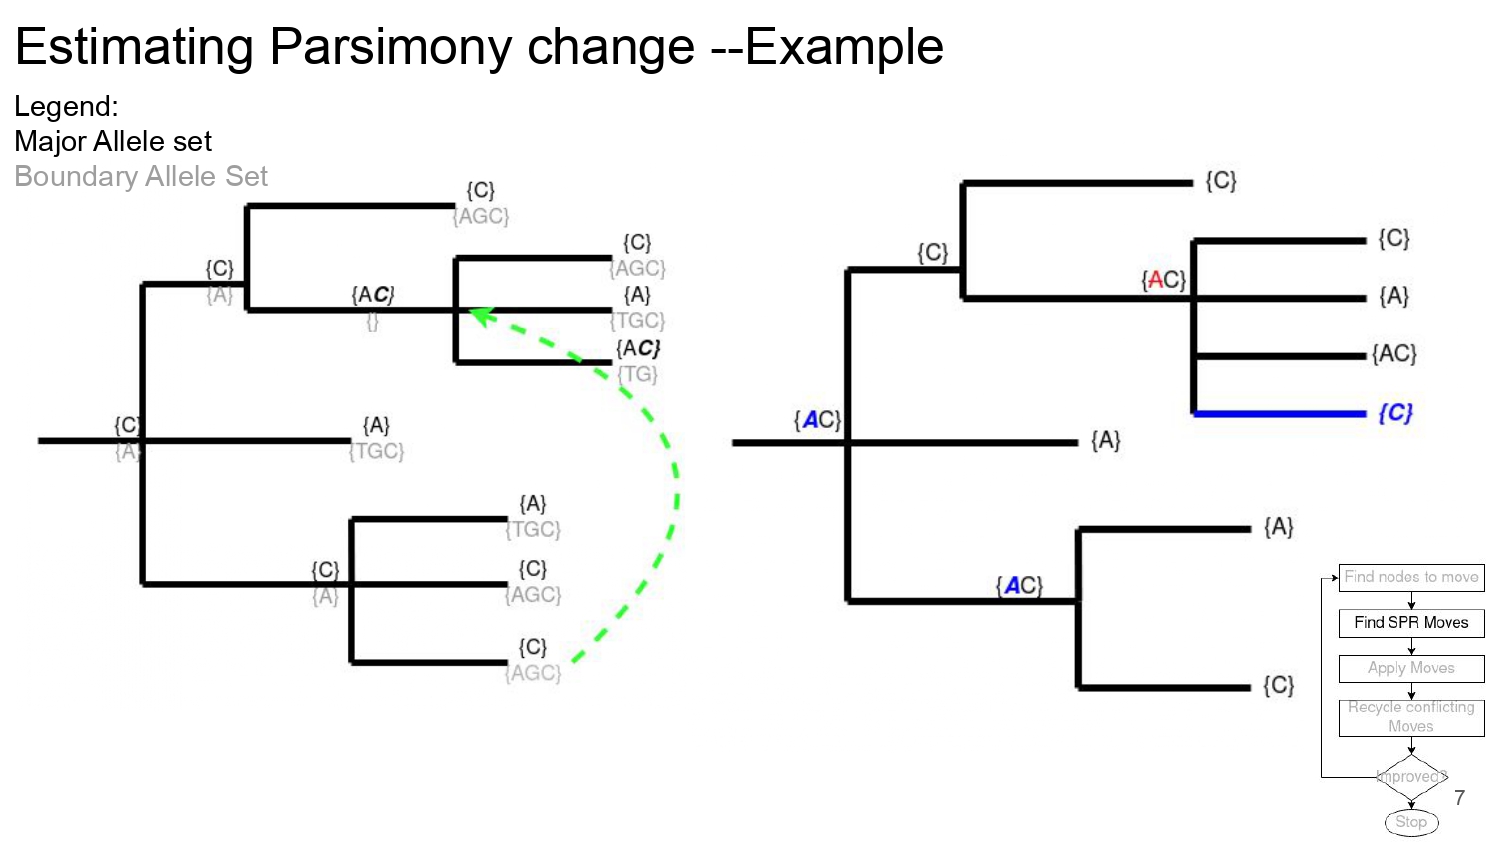 Estimating Parsimony change --Example
Legend:
Major Allele set
Boundary Allele Set
{C}
{AGC}
{C}
{AGC}
{C}
{A}
{AC}
{}
{A}
{TGC}
{AC}
{TG}
{C}
{A}
{A}
{TGC}
{A}
{TGC}
{C}
{A}
{C}
{AGC}
{C}
{AGC}
{C}
{C}
{C}
{AC}
{A}
{AC}
{C}
{AC}
{A}
{A}
{AC}
{C}
Find nodes to move
Find SPR Moves
Apply Moves
Recycle conflicting
Moves
Improved?
7
Stop